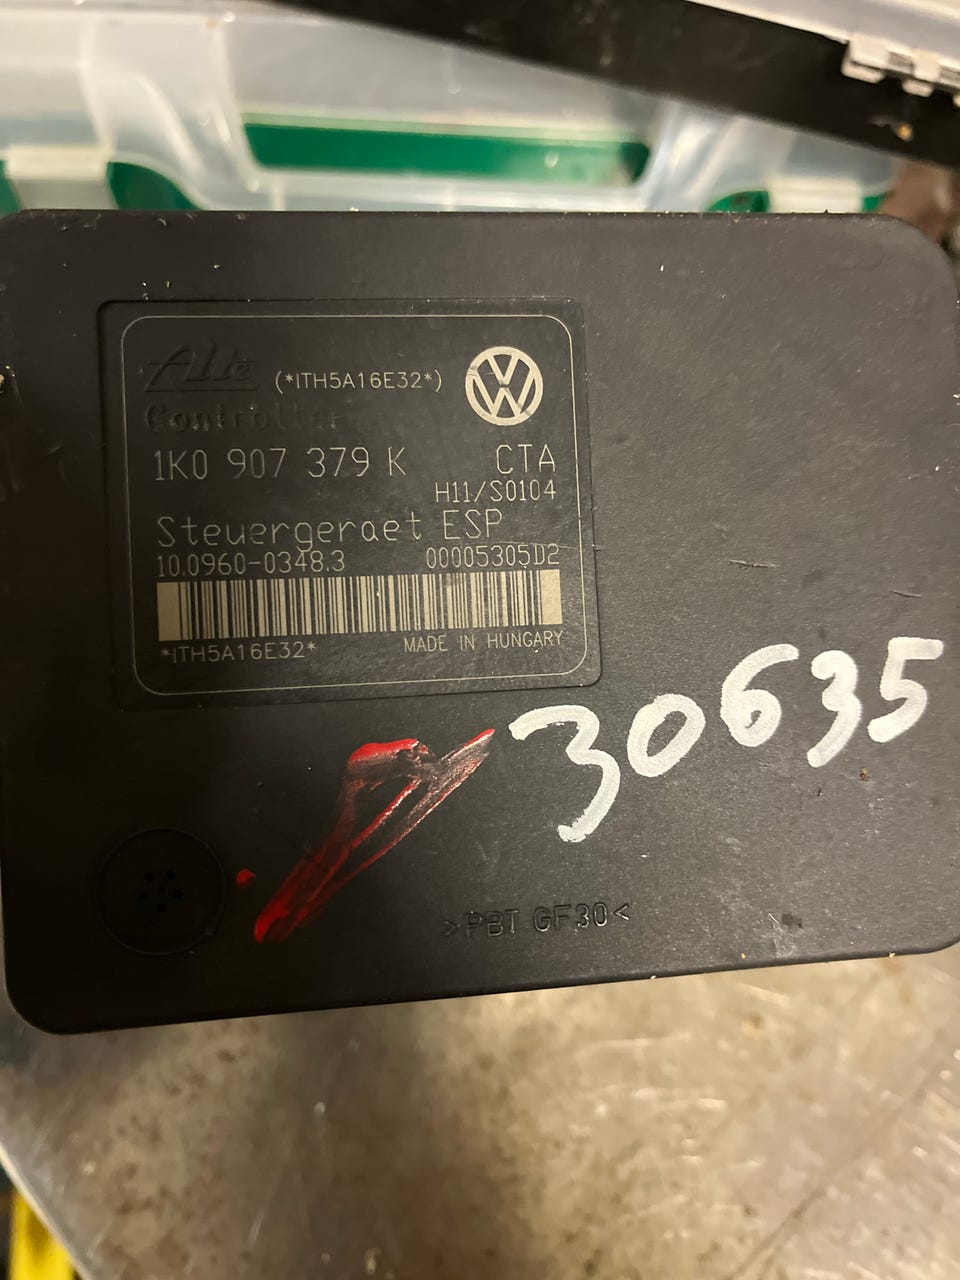 Ate (*ITH5A16E32*)
Controller
1K0 907 379 K CTA
H11/S0104
Steuergeraet ESP
10.0960-0348.3 00005305D2
*ITH5A16E32* MADE IN HUNGARY
30635
>PBT GF30<